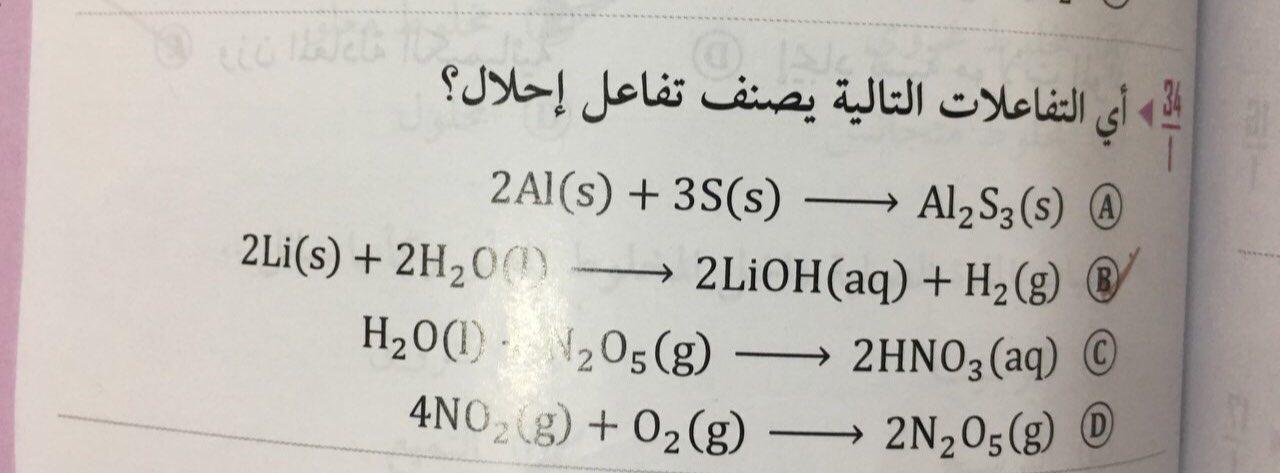 34 أي التفاعلات التالية يصنف تفاعل إحلال؟
2Al(s) + 3S(s) ⟶ Al₂S₃(s) Ⓐ
2Li(s) + 2H₂O(l) ⟶ 2LiOH(aq) + H₂(g) Ⓑ
H₂O(l) N₂O₅(g) ⟶ 2HNO₃(aq) Ⓒ
4NO₂(g) + O₂(g) ⟶ 2N₂O₅(g) Ⓓ